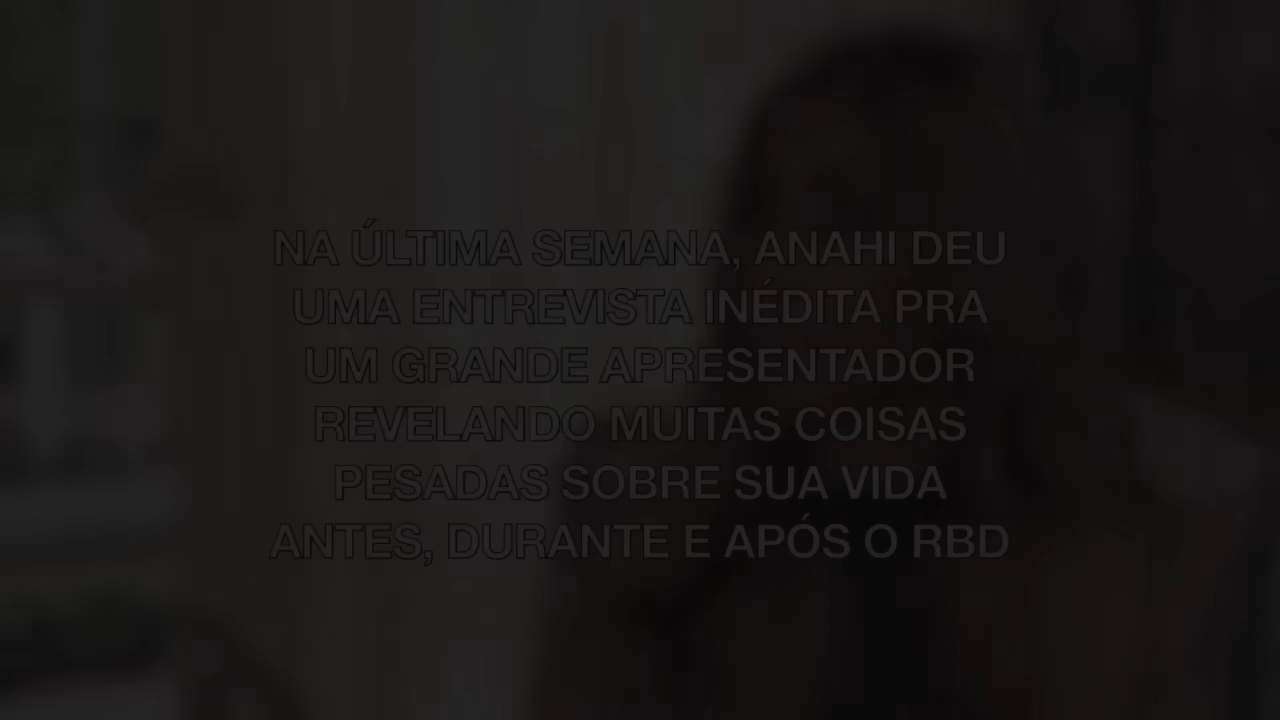 NA ÚLTIMA SEMANA, ANAHI DEU
UMA ENTREVISTA INÉDITA PRA
UM GRANDE APRESENTADOR
REVELANDO MUITAS COISAS
PESADAS SOBRE SUA VIDA
ANTES, DURANTE E APÓS O RBD